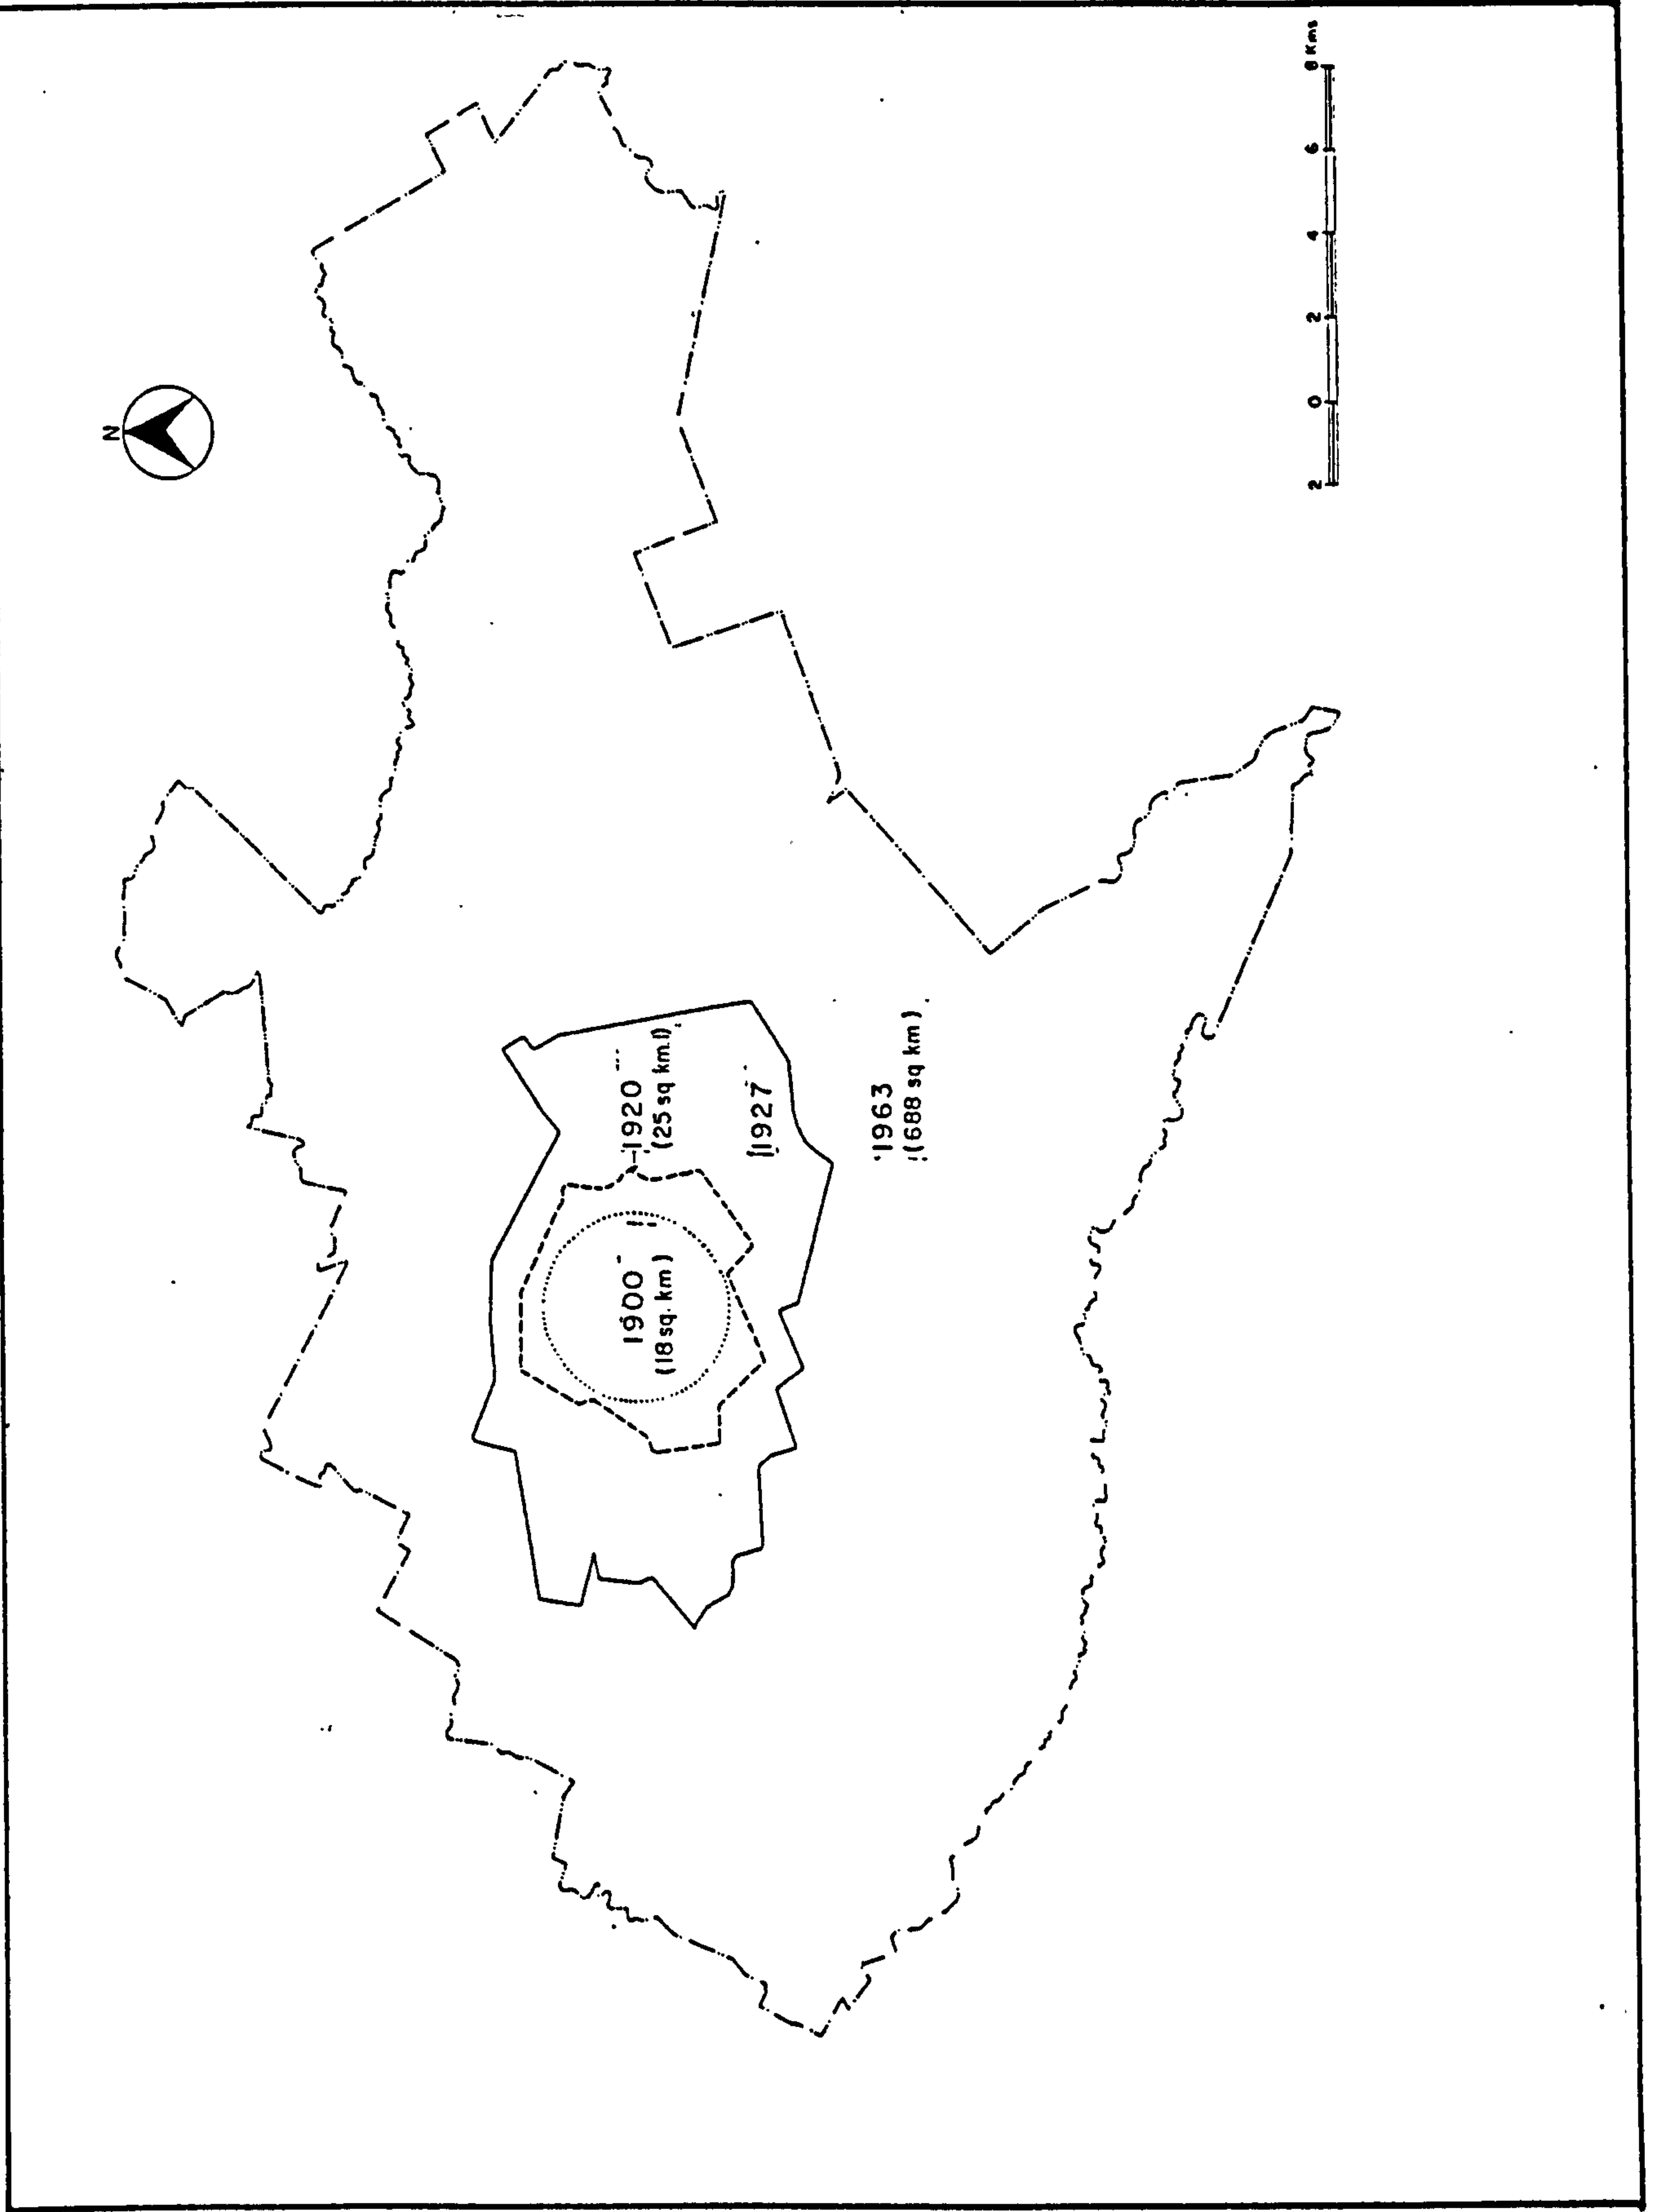 N
1900
(18 sq. km)
1920
(25 sq km.)
1927
1963
(688 sq km)
2 0 2 4 6 8 Kms